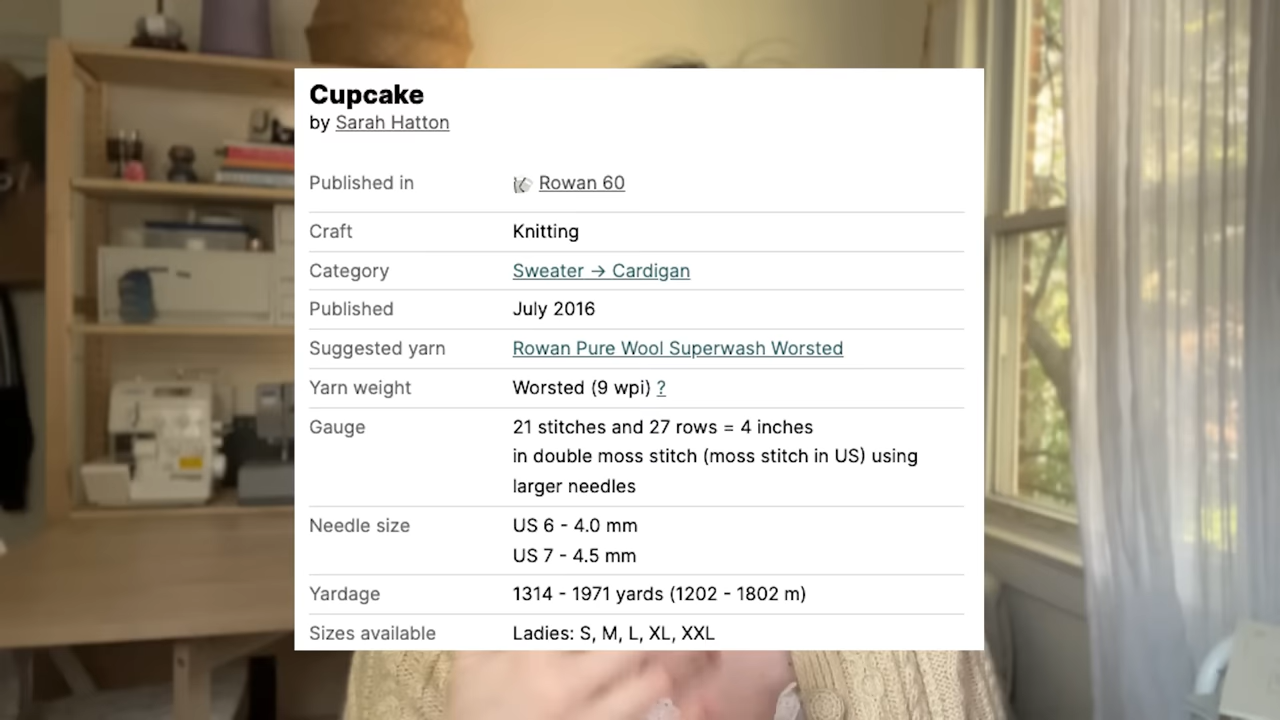 Cupcake
by Sarah Hatton
Published in Rowan 60
Craft Knitting
Category Sweater → Cardigan
Published July 2016
Suggested yarn Rowan Pure Wool Superwash Worsted
Yarn weight Worsted (9 wpi) ?
Gauge 21 stitches and 27 rows = 4 inches
in double moss stitch (moss stitch in US) using
larger needles
Needle size US 6 - 4.0 mm
US 7 - 4.5 mm
Yardage 1314 - 1971 yards (1202 - 1802 m)
Sizes available Ladies: S, M, L, XL, XXL